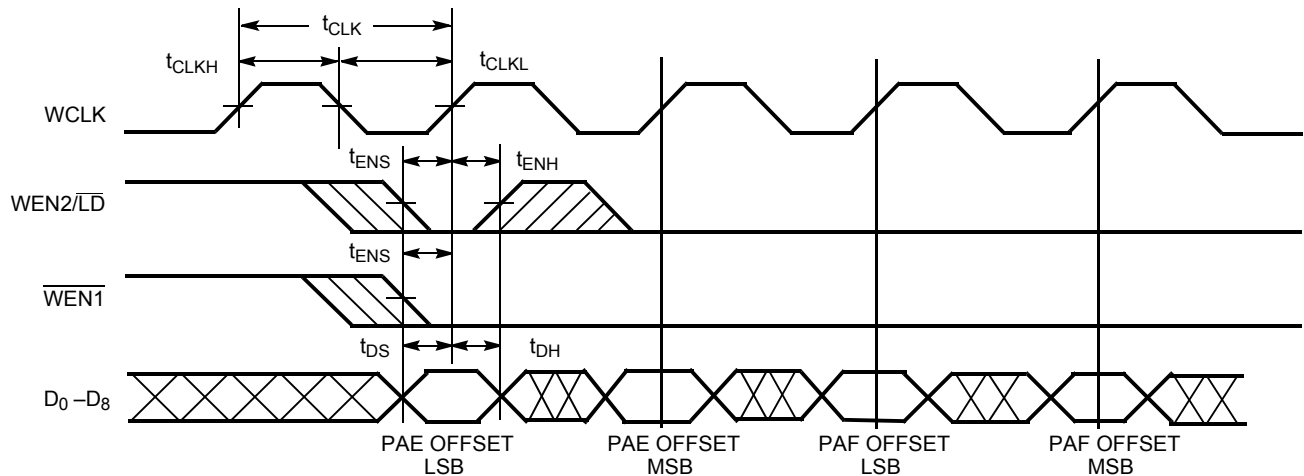 tCLK
tCLKH
tCLKL
WCLK
tENS
tENH
WEN2/LD
tENS
WEN1
tDS
tDH
D0 –D8
PAE OFFSET
LSB
PAE OFFSET
MSB
PAF OFFSET
LSB
PAF OFFSET
MSB